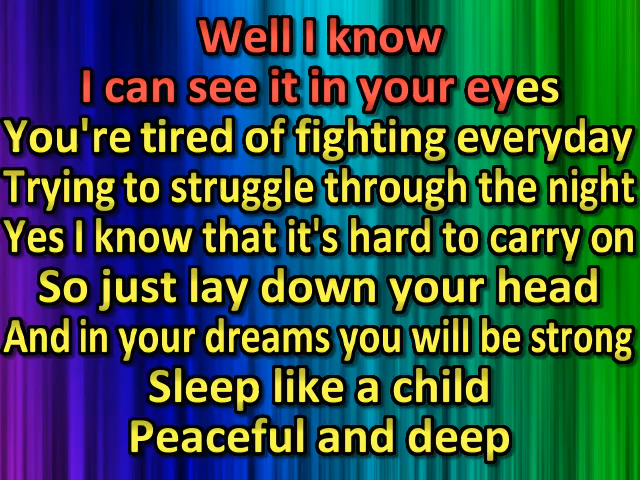 Well I know
I can see it in your eyes
You're tired of fighting everyday
Trying to struggle through the night
Yes I know that it's hard to carry on
So just lay down your head
And in your dreams you will be strong
Sleep like a child
Peaceful and deep